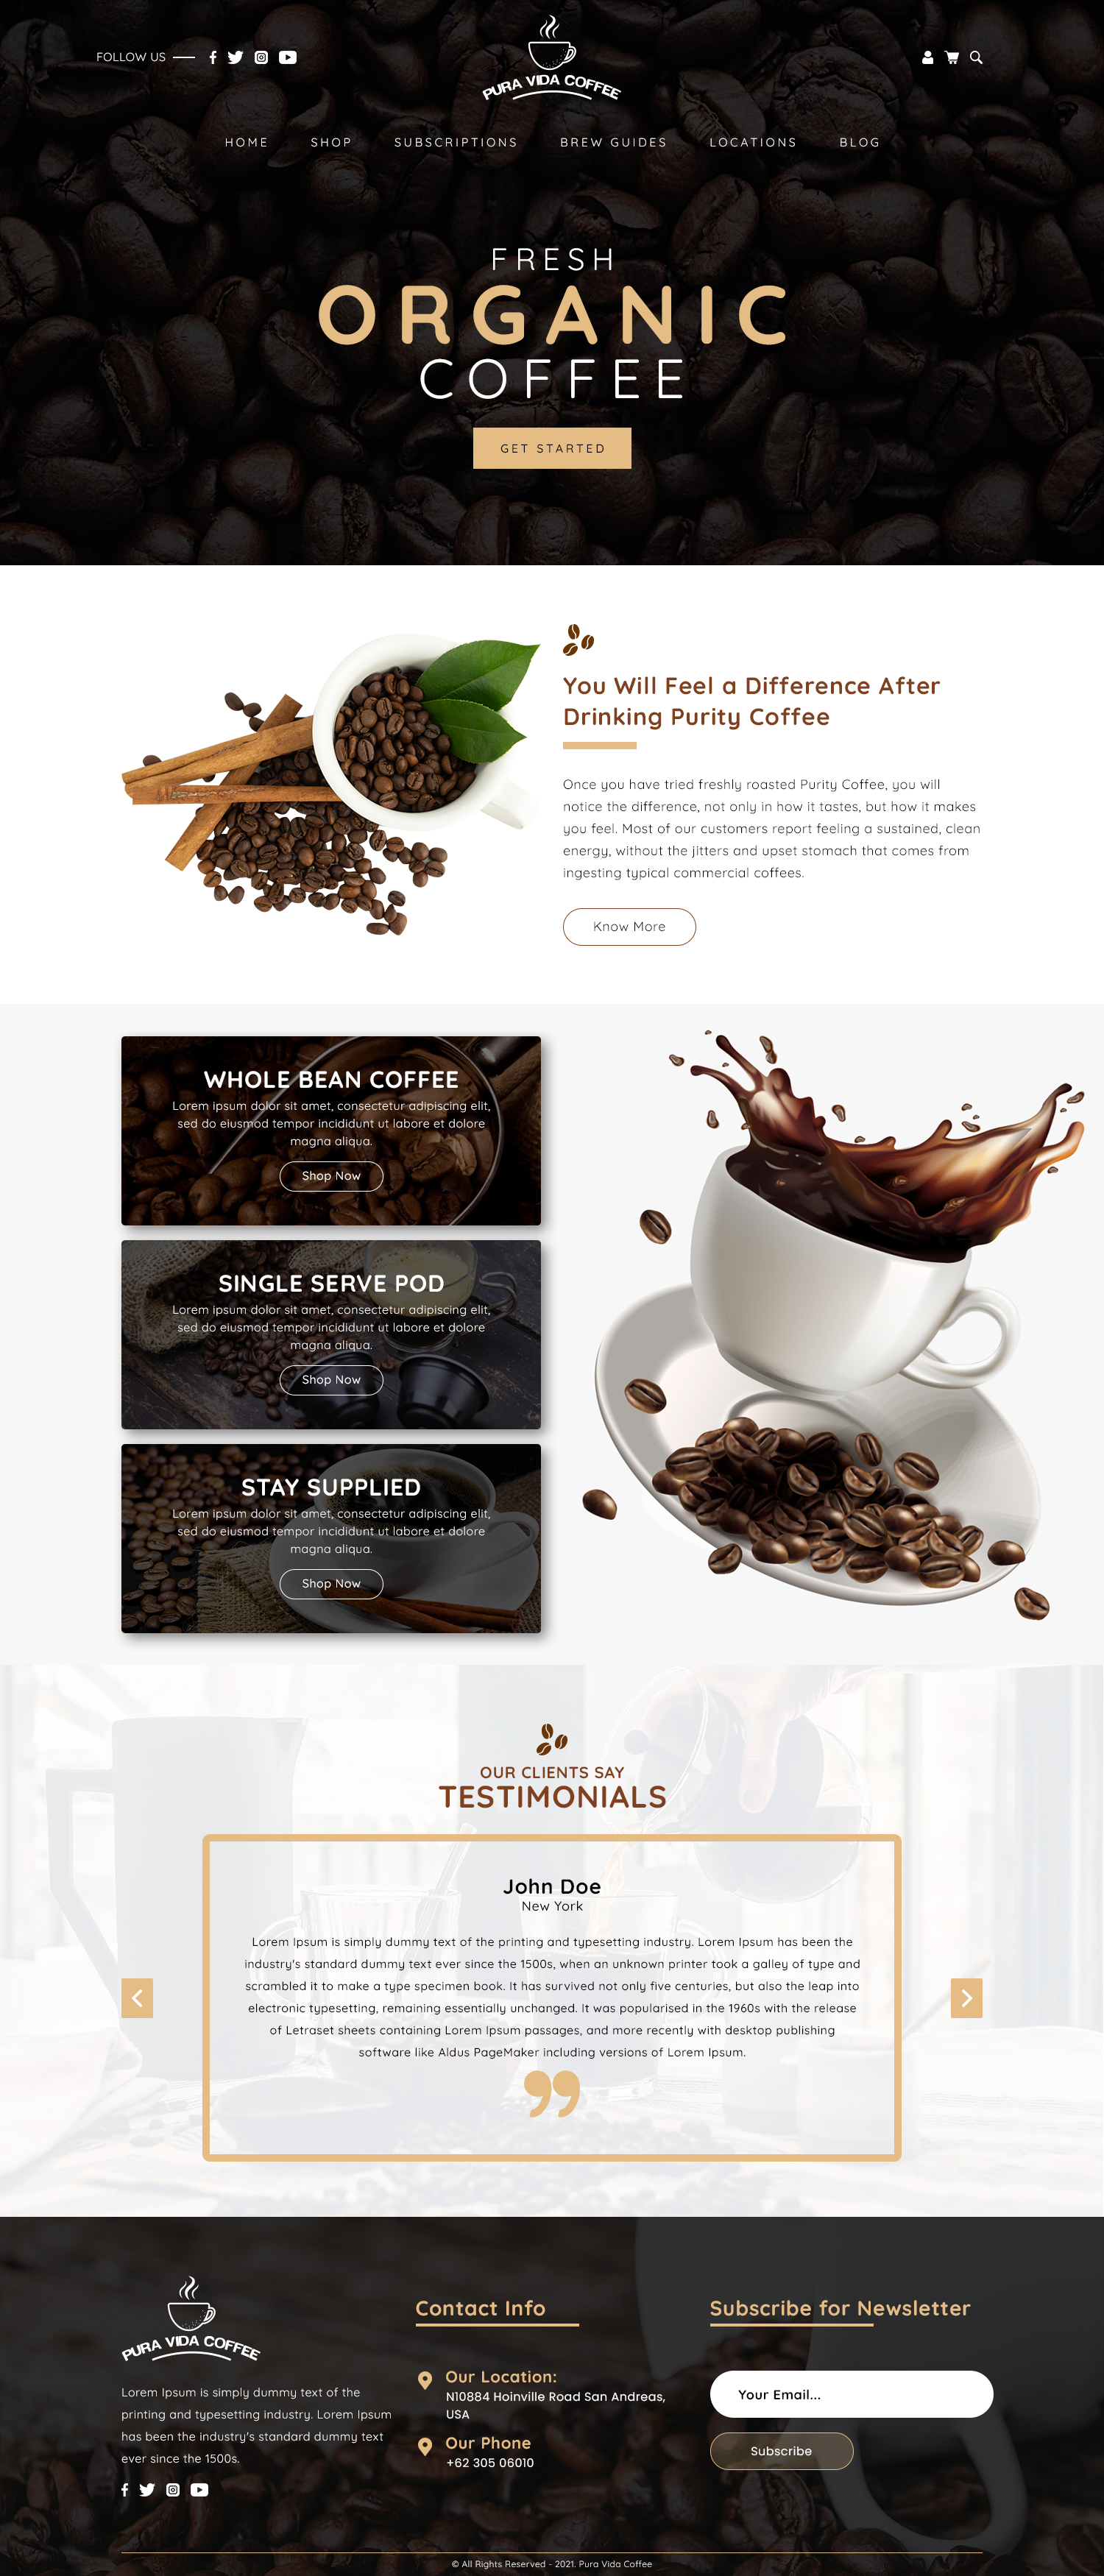 FOLLOW US
PURA VIDA COFFEE
HOME
SHOP
SUBSCRIPTIONS
BREW GUIDES
LOCATIONS
BLOG
FRESH
ORGANIC
COFFEE
GET STARTED
You Will Feel a Difference After
Drinking Purity Coffee
Once you have tried freshly roasted Purity Coffee, you will
notice the difference, not only in how it tastes, but how it makes
you feel. Most of our customers report feeling a sustained, clean
energy, without the jitters and upset stomach that comes from
ingesting typical commercial coffees.
Know More
WHOLE BEAN COFFEE
Lorem ipsum dolor sit amet, consectetur adipiscing elit,
sed do eiusmod tempor incididunt ut labore et dolore
magna aliqua.
Shop Now
SINGLE SERVE POD
Lorem ipsum dolor sit amet, consectetur adipiscing elit,
sed do eiusmod tempor incididunt ut labore et dolore
magna aliqua.
Shop Now
STAY SUPPLIED
Lorem ipsum dolor sit amet, consectetur adipiscing elit,
sed do eiusmod tempor incididunt ut labore et dolore
magna aliqua.
Shop Now
OUR CLIENTS SAY
TESTIMONIALS
John Doe
New York
Lorem Ipsum is simply dummy text of the printing and typesetting industry. Lorem Ipsum has been the
industry's standard dummy text ever since the 1500s, when an unknown printer took a galley of type and
scrambled it to make a type specimen book. It has survived not only five centuries, but also the leap into
electronic typesetting, remaining essentially unchanged. It was popularised in the 1960s with the release
of Letraset sheets containing Lorem Ipsum passages, and more recently with desktop publishing
software like Aldus PageMaker including versions of Lorem Ipsum.
PURA VIDA COFFEE
Lorem Ipsum is simply dummy text of the
printing and typesetting industry. Lorem Ipsum
has been the industry's standard dummy text
ever since the 1500s.
Contact Info
Our Location:
N10884 Hoinville Road San Andreas,
USA
Our Phone
+62 305 06010
Subscribe for Newsletter
Your Email...
Subscribe
© All Rights Reserved - 2021. Pura Vida Coffee